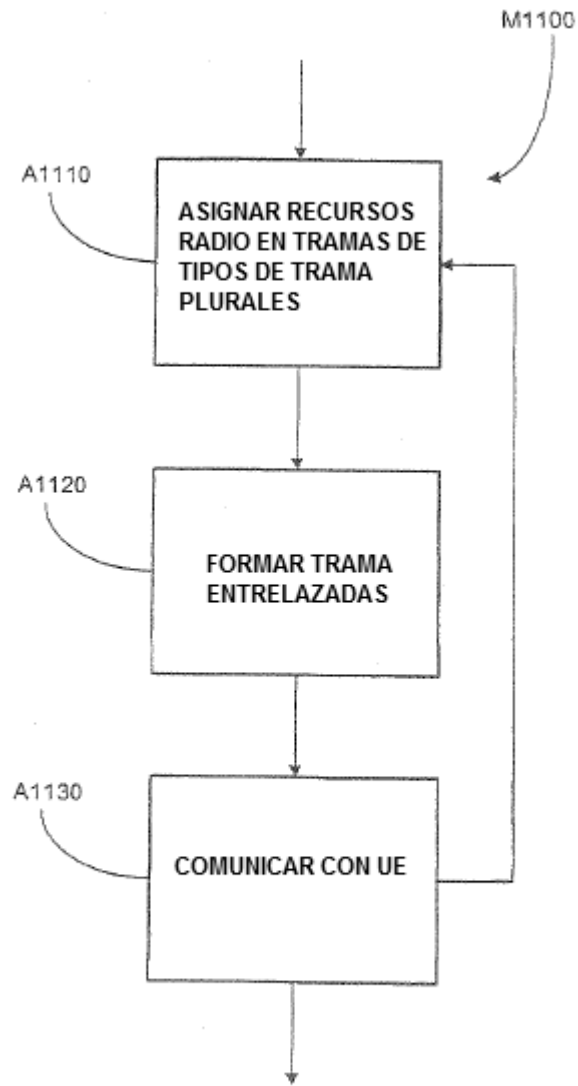 M1100
A1110
ASIGNAR RECURSOS
RADIO EN TRAMAS DE
TIPOS DE TRAMA
PLURALES
A1120
FORMAR TRAMA
ENTRELAZADAS
A1130
COMUNICAR CON UE